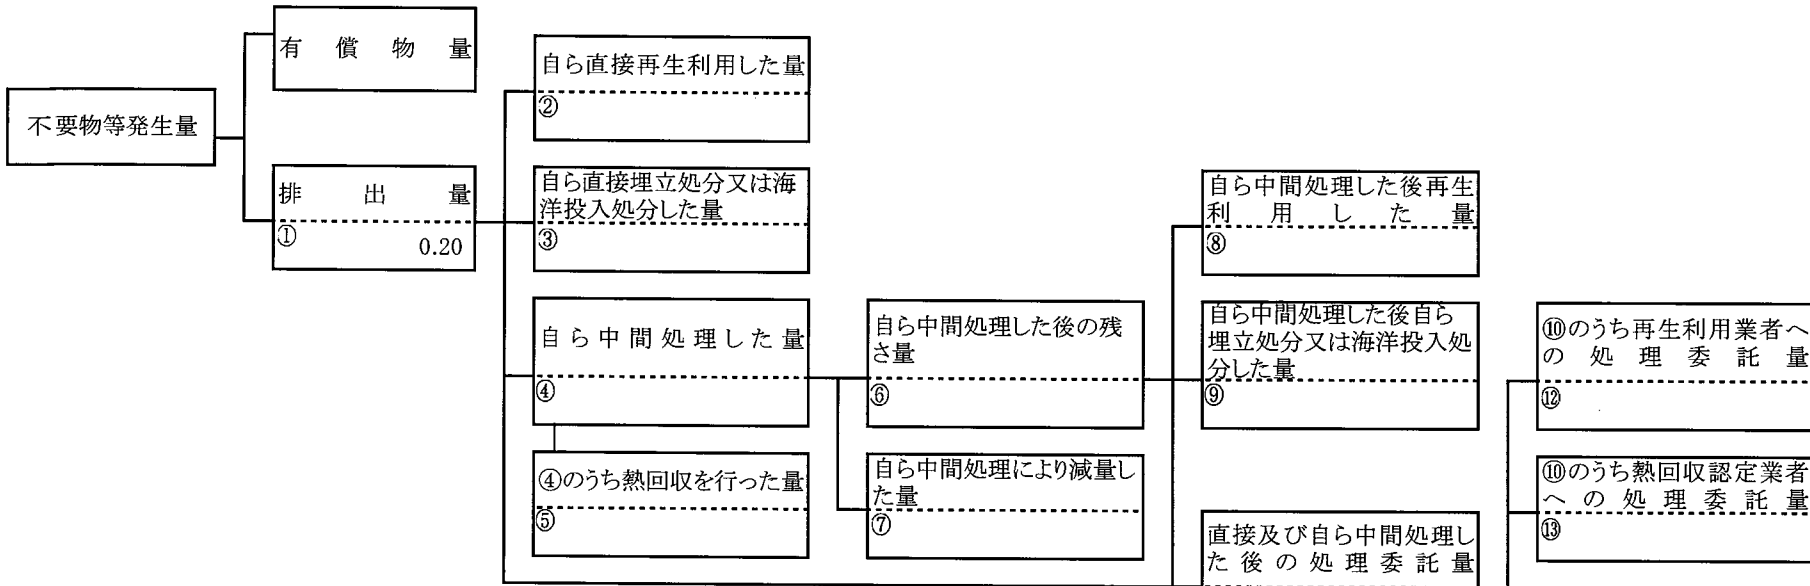 有償物量
不要物等発生量
排出量
①
0.20
自ら直接再生利用した量
②
自ら直接埋立処分又は海
洋投入処分した量
③
自ら中間処理した量
④
④のうち熱回収を行った量
⑤
自ら中間処理した後の残
さ量
⑥
自ら中間処理により減量し
た量
⑦
自ら中間処理した後再生
利用した量
⑧
自ら中間処理した後自ら
埋立処分又は海洋投入処
分した量
⑨
直接及び自ら中間処理し
た後の処理委託量
⑩のうち再生利用業者へ
の処理委託量
⑫
⑩のうち熱回収認定業者
への処理委託量
⑬